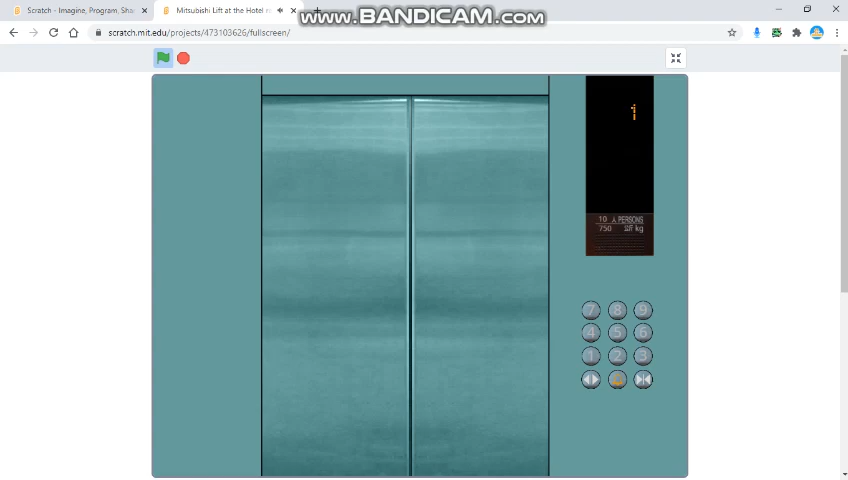 Scratch - Imagine, Program, Sha
Mitsubishi Lift at the Hotel r
WWW.BANDICAM.COM
scratch.mit.edu/projects/473103626/fullscreen/
1
10 PERSONS
750 kg
7 8 9
4 5 6
1 2 3